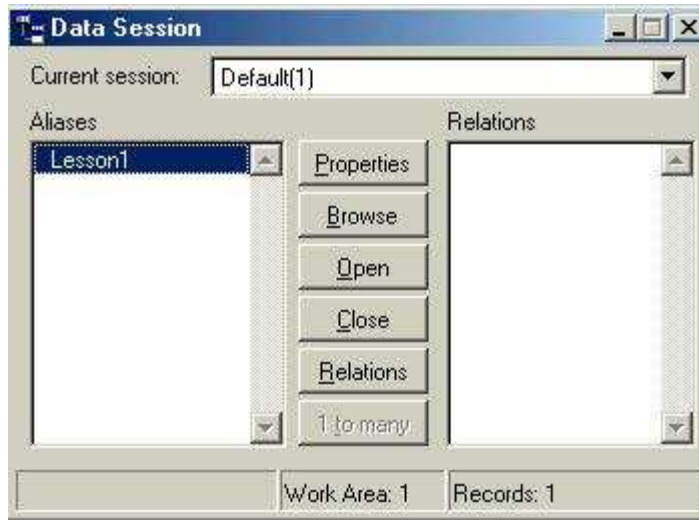 Data Session
Current session: Default(1)
Aliases
Relations
Lesson1
Properties
Browse
Open
Close
Relations
1 to many
Work Area: 1 Records: 1